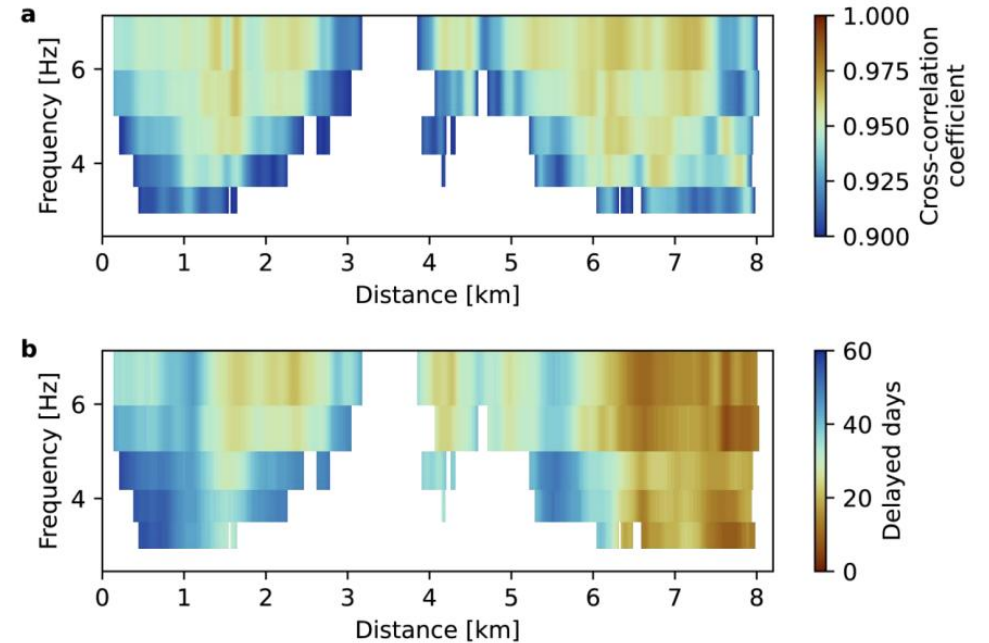 a
Frequency [Hz]
6
4
0 1 2 3 4 5 6 7 8
Distance [km]
1.000
0.975
0.950
0.925
0.900
Cross-correlation
coefficient
b
Frequency [Hz]
6
4
0 1 2 3 4 5 6 7 8
Distance [km]
60
40
20
0
Delayed days